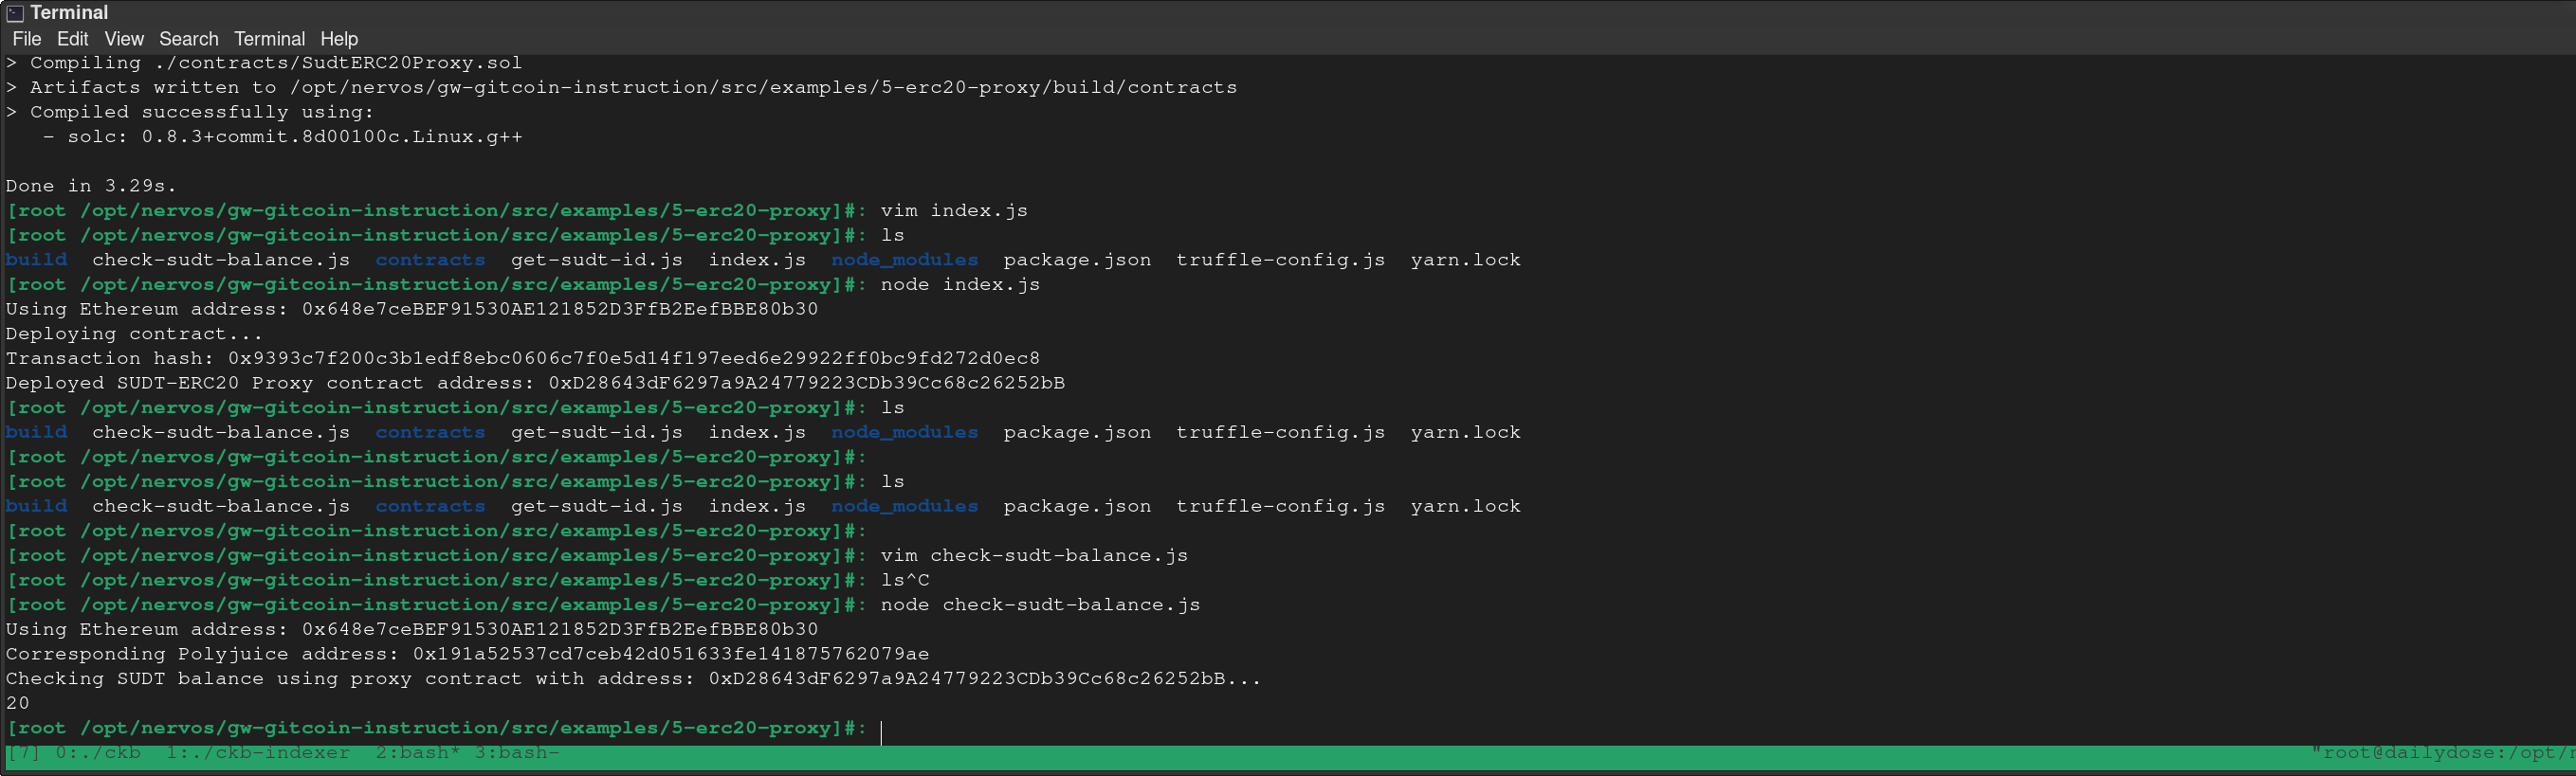 Terminal
File Edit View Search Terminal Help
> Compiling ./contracts/SudtERC20Proxy.sol
> Artifacts written to /opt/nervos/gw-gitcoin-instruction/src/examples/5-erc20-proxy/build/contracts
> Compiled successfully using:
   - solc: 0.8.3+commit.8d00100c.Linux.g++
Done in 3.29s.
[root /opt/nervos/gw-gitcoin-instruction/src/examples/5-erc20-proxy]#: vim index.js
[root /opt/nervos/gw-gitcoin-instruction/src/examples/5-erc20-proxy]#: ls
build  check-sudt-balance.js  contracts  get-sudt-id.js  index.js  node_modules  package.json  truffle-config.js  yarn.lock
[root /opt/nervos/gw-gitcoin-instruction/src/examples/5-erc20-proxy]#: node index.js
Using Ethereum address: 0x648e7ceBEF91530AE121852D3FfB2EefBBE80b30
Deploying contract...
Transaction hash: 0x9393c7f200c3b1edf8ebc0606c7f0e5d14f197eed6e29922ff0bc9fd272d0ec8
Deployed SUDT-ERC20 Proxy contract address: 0xD28643dF6297a9A24779223CDb39Cc68c26252bB
[root /opt/nervos/gw-gitcoin-instruction/src/examples/5-erc20-proxy]#: ls
build  check-sudt-balance.js  contracts  get-sudt-id.js  index.js  node_modules  package.json  truffle-config.js  yarn.lock
[root /opt/nervos/gw-gitcoin-instruction/src/examples/5-erc20-proxy]#:
[root /opt/nervos/gw-gitcoin-instruction/src/examples/5-erc20-proxy]#: ls
build  check-sudt-balance.js  contracts  get-sudt-id.js  index.js  node_modules  package.json  truffle-config.js  yarn.lock
[root /opt/nervos/gw-gitcoin-instruction/src/examples/5-erc20-proxy]#:
[root /opt/nervos/gw-gitcoin-instruction/src/examples/5-erc20-proxy]#: vim check-sudt-balance.js
[root /opt/nervos/gw-gitcoin-instruction/src/examples/5-erc20-proxy]#: ls^C
[root /opt/nervos/gw-gitcoin-instruction/src/examples/5-erc20-proxy]#: node check-sudt-balance.js
Using Ethereum address: 0x648e7ceBEF91530AE121852D3FfB2EefBBE80b30
Corresponding Polyjuice address: 0x191a52537cd7ceb42d051633fe141875762079ae
Checking SUDT balance using proxy contract with address: 0xD28643dF6297a9A24779223CDb39Cc68c26252bB...
20
[root /opt/nervos/gw-gitcoin-instruction/src/examples/5-erc20-proxy]#:
[7] 0:./ckb  1:./ckb-indexer  2:bash* 3:bash- "root@dailydose:/opt/